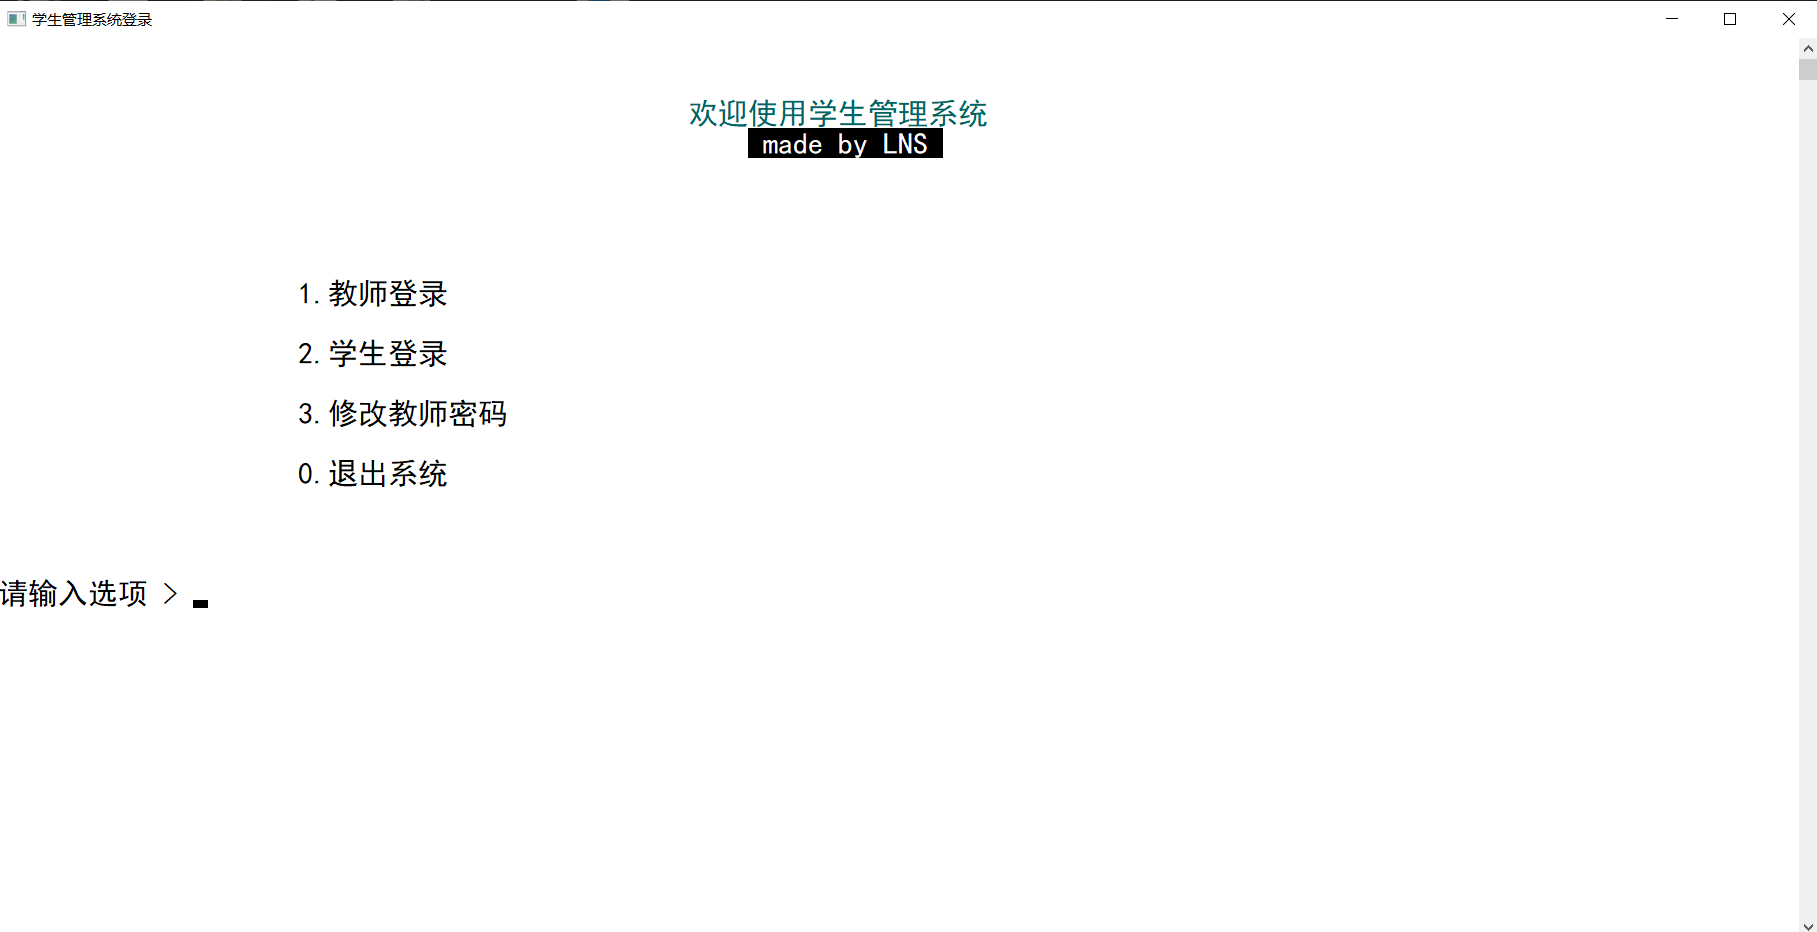 学生管理系统登录
欢迎使用学生管理系统
made by LNS
1.教师登录
2.学生登录
3.修改教师密码
0.退出系统
请输入选项 >